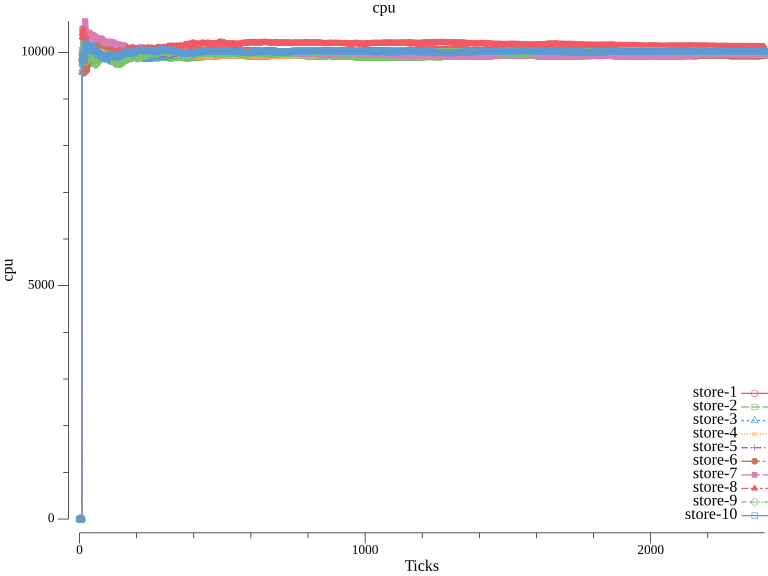 cpu
10000
5000
0
cpu
0
1000
2000
Ticks
store-1
store-2
store-3
store-4
store-5
store-6
store-7
store-8
store-9
store-10